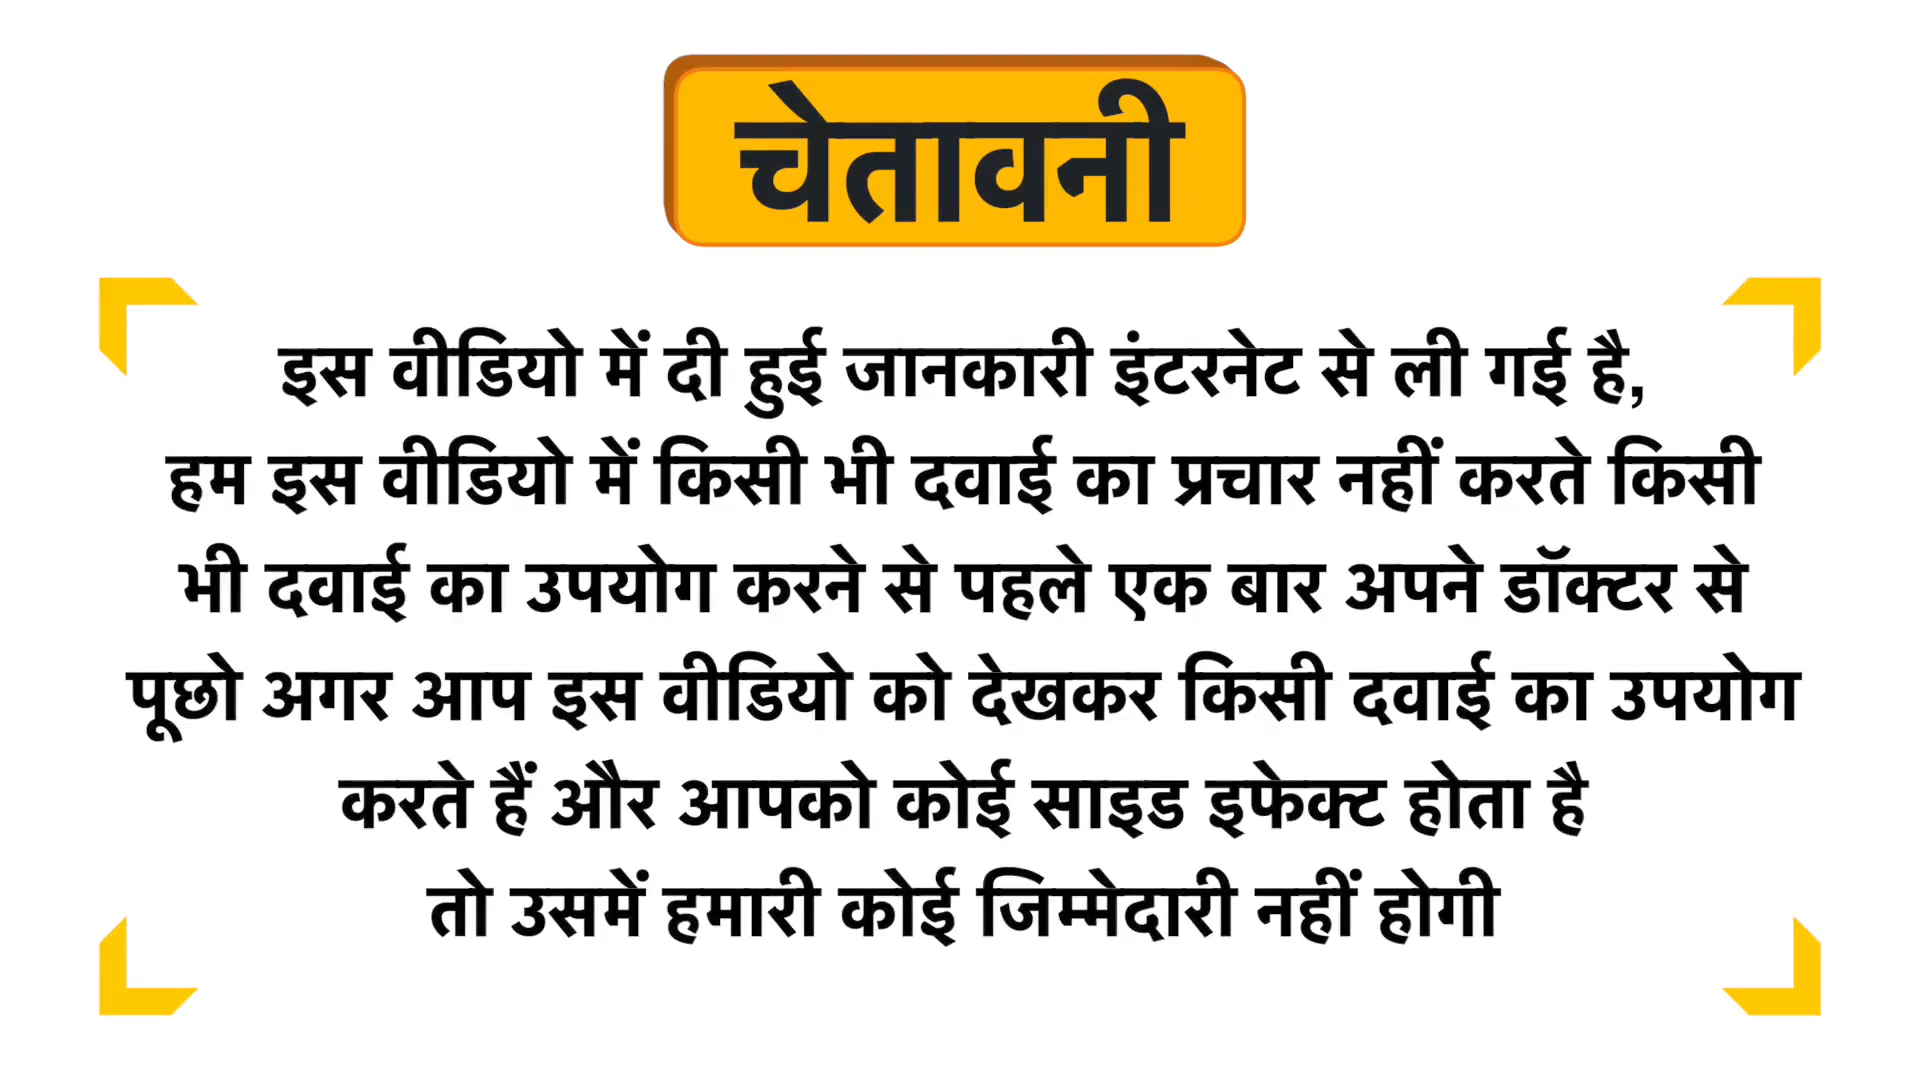 चेतावनी
इस वीडियो में दी हुई जानकारी इंटरनेट से ली गई है,
हम इस वीडियो में किसी भी दवाई का प्रचार नहीं करते किसी
भी दवाई का उपयोग करने से पहले एक बार अपने डॉक्टर से
पूछो अगर आप इस वीडियो को देखकर किसी दवाई का उपयोग
करते हैं और आपको कोई साइड इफेक्ट होता है
तो उसमें हमारी कोई जिम्मेदारी नहीं होगी